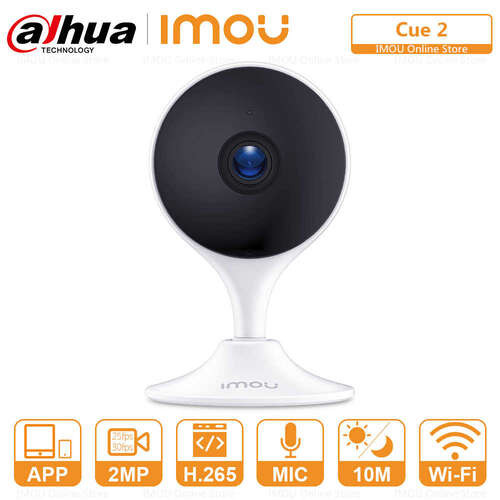 alhua
TECHNOLOGY
imou
Cue 2
IMOU Online Store
imou
25fps
30fps
APP
2MP
H.265
MIC
10M
Wi-Fi